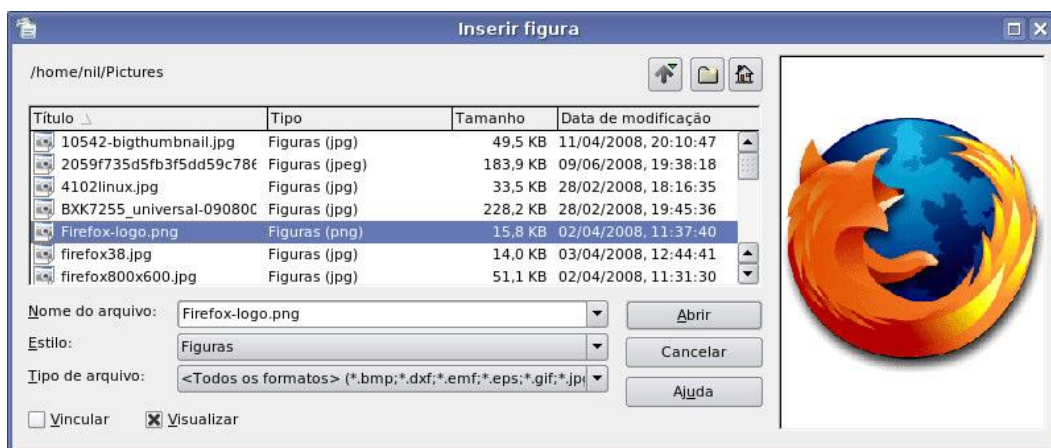 Inserir figura
/home/nil/Pictures
Título Tipo Tamanho Data de modificação
10542-bigthumbnail.jpg Figuras (jpg) 49,5 KB 11/04/2008, 20:10:47
2059f735d5fb3f5dd59c786 Figuras (jpeg) 183,9 KB 09/06/2008, 19:38:18
4102linux.jpg Figuras (jpg) 33,5 KB 28/02/2008, 18:16:35
BXK7255_universal-090800 Figuras (jpg) 228,2 KB 28/02/2008, 19:45:36
Firefox-logo.png Figuras (png) 15,8 KB 02/04/2008, 11:37:40
firefox38.jpg Figuras (jpg) 14,0 KB 03/04/2008, 12:44:41
firefox800x600.jpg Figuras (jpg) 51,1 KB 02/04/2008, 11:31:30
Nome do arquivo: Firefox-logo.png Abrir
Estilo: Figuras Cancelar
Tipo de arquivo: <Todos os formatos> (*.bmp;*.dxf;*.emf;*.eps;*.gif;*.jp Ajuda
Vincular Visualizar